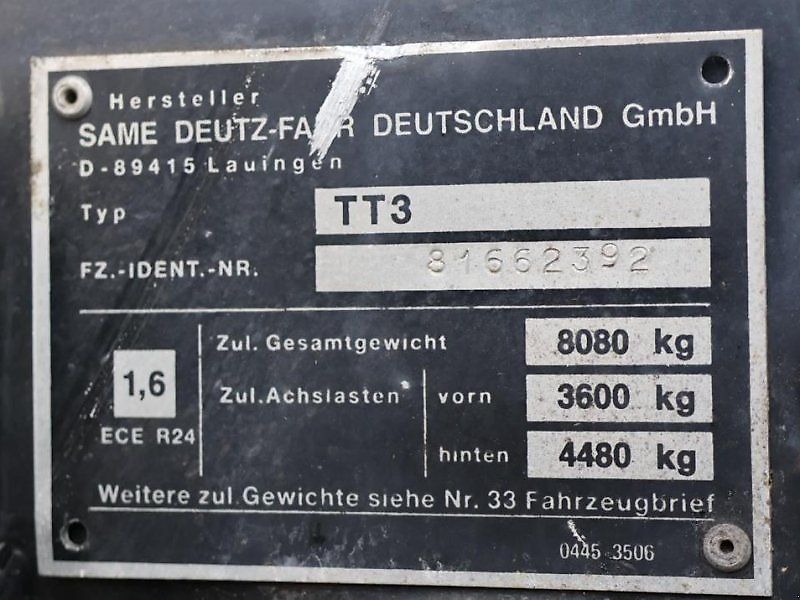 Hersteller
SAME DEUTZ-FAHR DEUTSCHLAND GmbH
D-89415 Lauingen
Typ TT3
FZ.-IDENT.-NR. 81662392
Zul. Gesamtgewicht 8080 kg
1,6 Zul. Achslasten vorn 3600 kg
ECE R24 hinten 4480 kg
Weitere zul. Gewichte siehe Nr. 33 Fahrzeugbrief
0445 3506